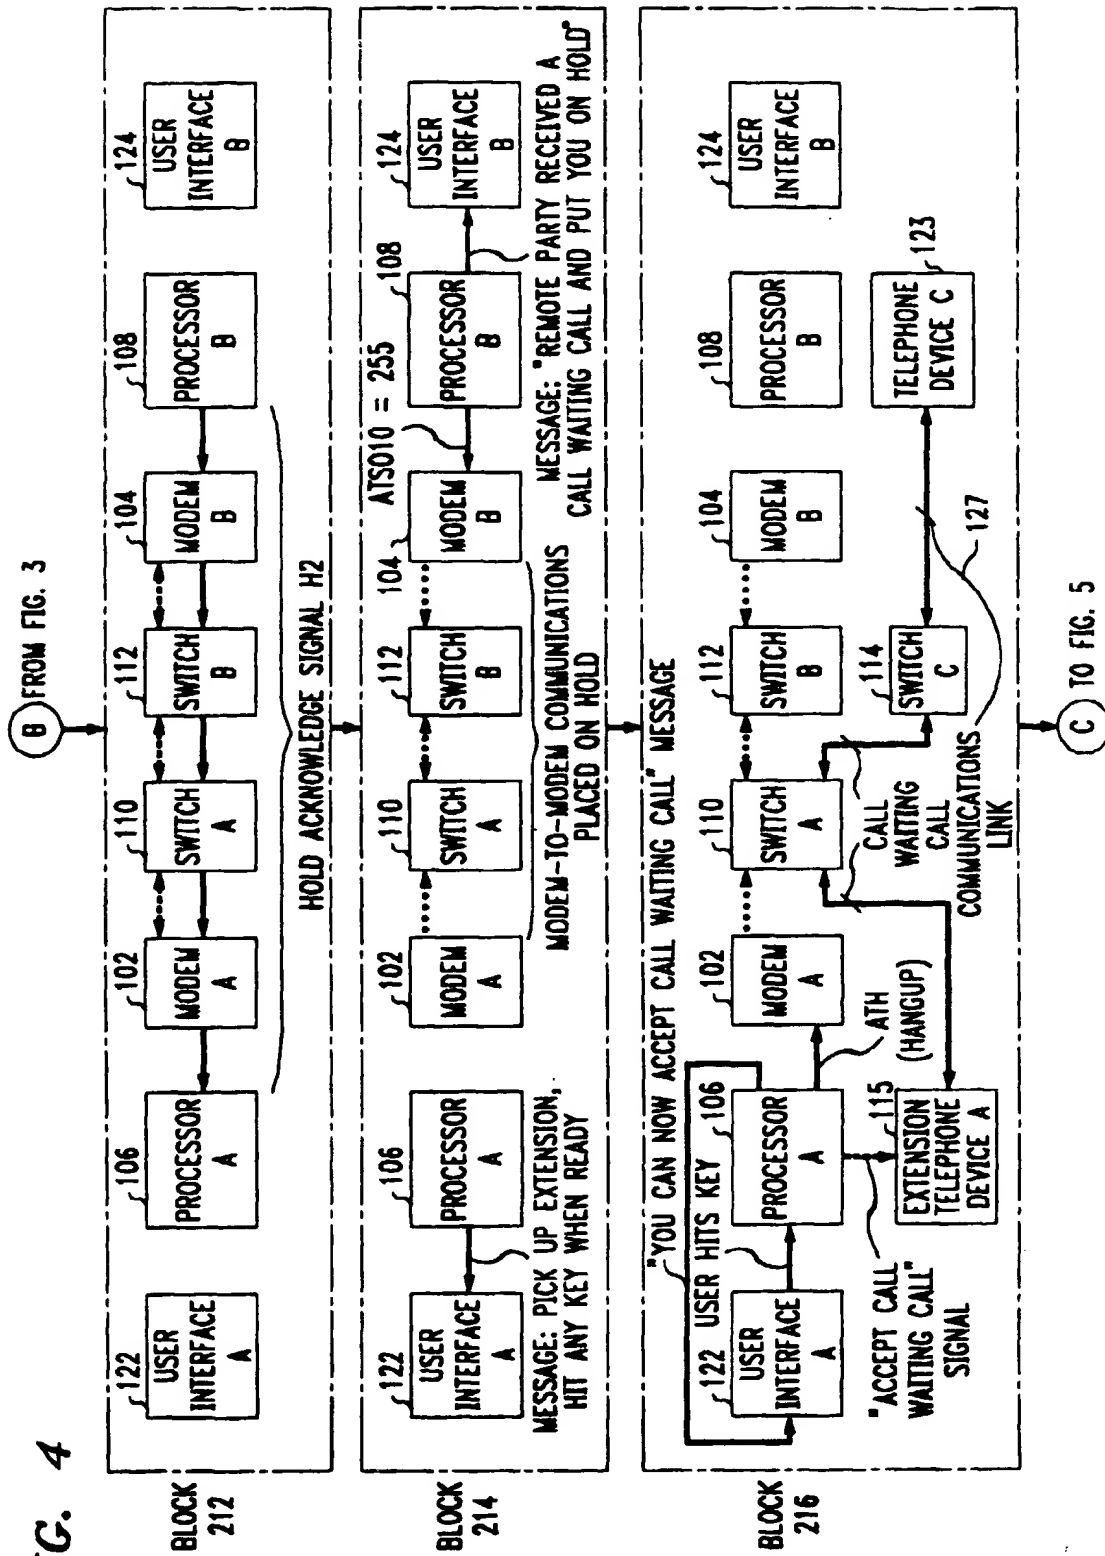 FIG. 4
B FROM FIG. 3
BLOCK
212
122
USER
INTERFACE
A
106
PROCESSOR
A
102
MODEM
A
110
SWITCH
A
112
SWITCH
B
104
MODEM
B
108
PROCESSOR
B
124
USER
INTERFACE
B
HOLD ACKNOWLEDGE SIGNAL H2
BLOCK
214
122
USER
INTERFACE
A
106
PROCESSOR
A
102
MODEM
A
110
SWITCH
A
112
SWITCH
B
104
MODEM
B
ATSO10 = 255
108
PROCESSOR
B
124
USER
INTERFACE
B
MESSAGE: PICK UP EXTENSION,
HIT ANY KEY WHEN READY
MODEM-TO-MODEM COMMUNICATIONS
PLACED ON HOLD
MESSAGE: "REMOTE PARTY RECEIVED A
CALL WAITING CALL AND PUT YOU ON HOLD"
BLOCK
216
"YOU CAN NOW ACCEPT CALL WAITING CALL" MESSAGE
122
USER HITS KEY
USER
INTERFACE
A
106
PROCESSOR
A
102
MODEM
A
110
SWITCH
A
112
SWITCH
B
104
MODEM
B
108
PROCESSOR
B
124
USER
INTERFACE
B
"ACCEPT CALL
WAITING CALL"
SIGNAL
115
EXTENSION
TELEPHONE
DEVICE A
ATH
(HANGUP)
CALL
WAITING
CALL
COMMUNICATIONS
LINK
114
SWITCH
C
127
TELEPHONE
DEVICE C
123
C TO FIG. 5